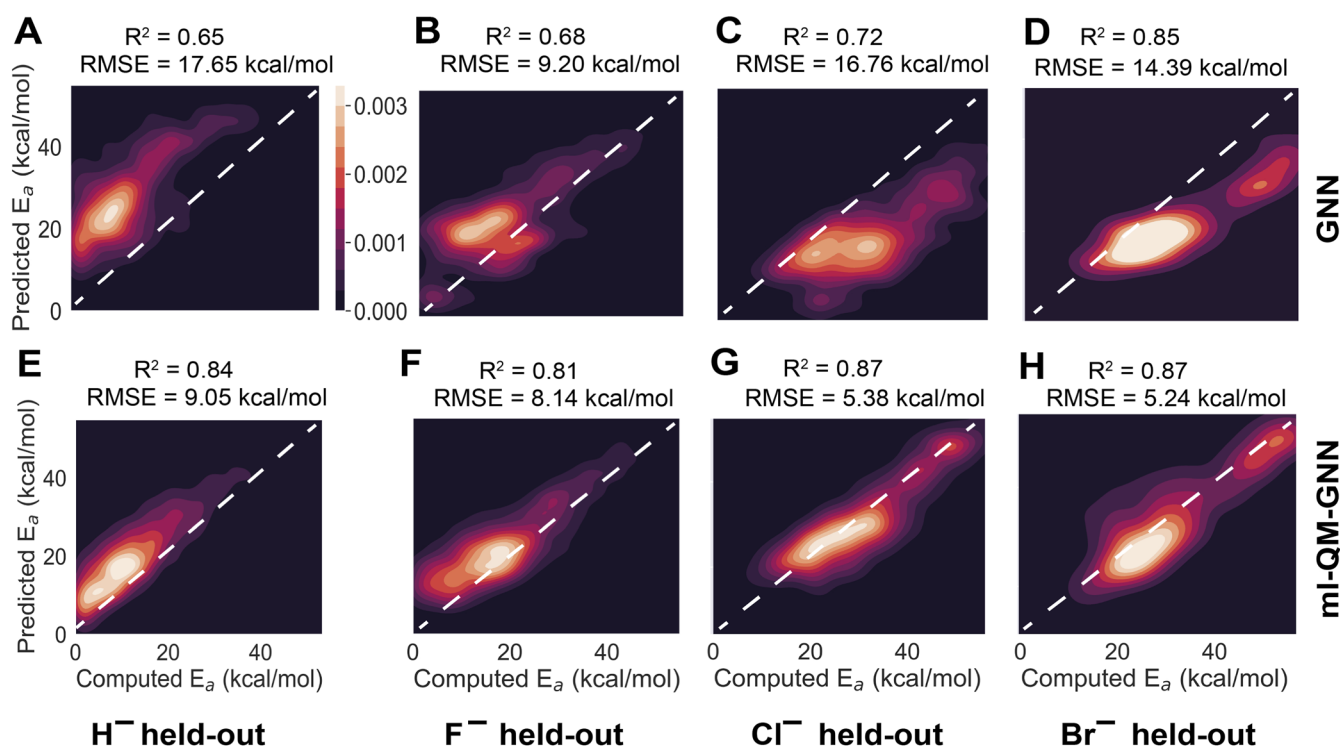 A
R² = 0.65
RMSE = 17.65 kcal/mol
B
R² = 0.68
RMSE = 9.20 kcal/mol
C
R² = 0.72
RMSE = 16.76 kcal/mol
D
R² = 0.85
RMSE = 14.39 kcal/mol
Predicted Eₐ (kcal/mol)
40
20
0
0.003
0.002
0.001
0.000
GNN
E
R² = 0.84
RMSE = 9.05 kcal/mol
F
R² = 0.81
RMSE = 8.14 kcal/mol
G
R² = 0.87
RMSE = 5.38 kcal/mol
H
R² = 0.87
RMSE = 5.24 kcal/mol
Predicted Eₐ (kcal/mol)
40
20
0
ml-QM-GNN
0 20 40
0 20 40
0 20 40
0 20 40
Computed Eₐ (kcal/mol)
Computed Eₐ (kcal/mol)
Computed Eₐ (kcal/mol)
Computed Eₐ (kcal/mol)
H⁻ held-out
F⁻ held-out
Cl⁻ held-out
Br⁻ held-out